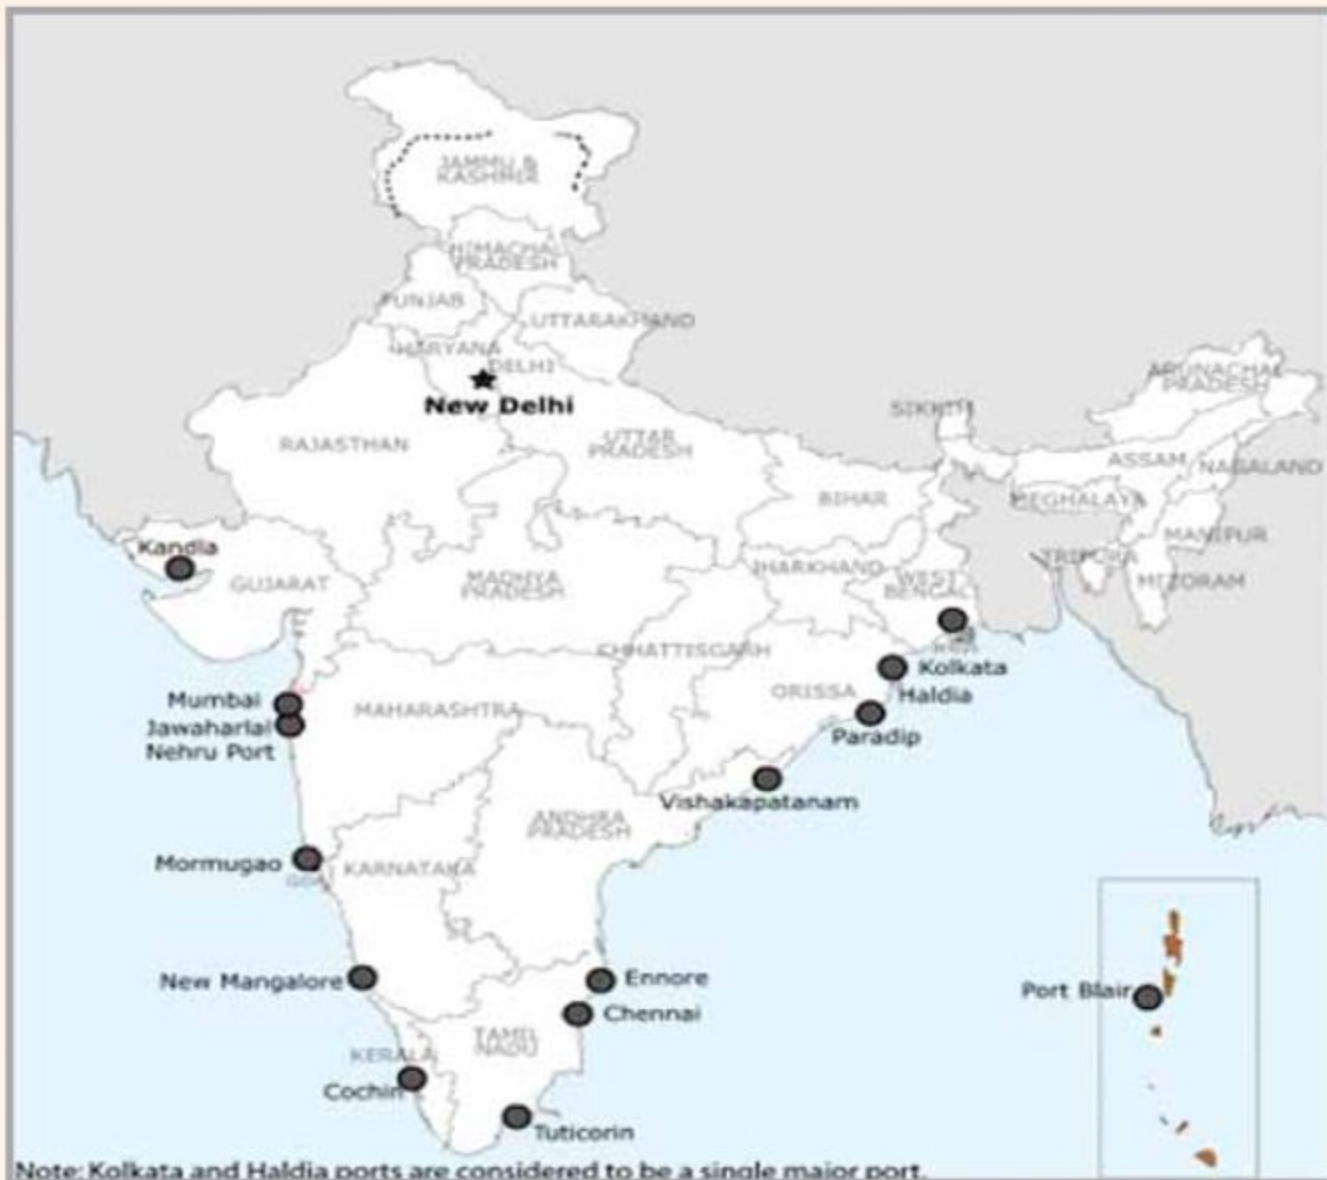 JAMMU &
KASHMIR
HIMACHAL
PRADESH
PUNJAB
UTTARAKHAND
HARYANA
DELHI
New Delhi
RAJASTHAN
UTTAR
PRADESH
SIKKIM
ARUNACHAL
PRADESH
ASSAM
NAGALAND
BIHAR
MEGHALAYA
MANIPUR
TRIPURA
MIZORAM
Kandla
GUJARAT
MADHYA
PRADESH
JHARKHAND
WEST
BENGAL
CHHATTISGARH
Kolkata
ORISSA
Haldia
Mumbai
MAHARASHTRA
Jawaharlal
Nehru Port
Paradip
Vishakapatanam
ANDHRA
PRADESH
Mormugao
GOA
KARNATAKA
New Mangalore
Ennore
Port Blair
Chennai
TAMIL
NADU
KERALA
Cochin
Tuticorin
Note: Kolkata and Haldia ports are considered to be a single major port.